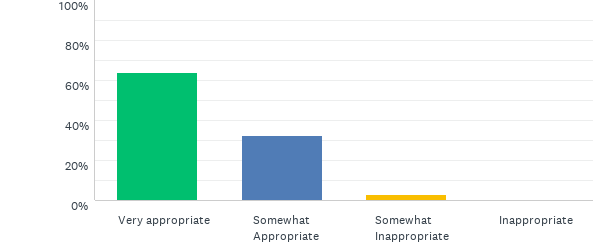 100%
80%
60%
40%
20%
0%
Very appropriate
Somewhat
Appropriate
Somewhat
Inappropriate
Inappropriate